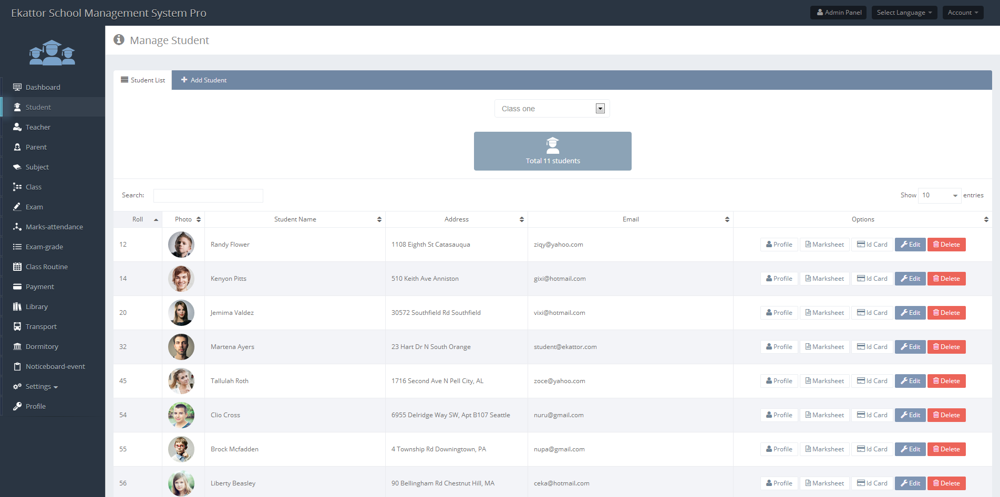 Ekattor School Management System Pro
Admin Panel
Select Language
Account
Manage Student
Dashboard
Student
Teacher
Parent
Subject
Class
Exam
Marks-attendance
Exam-grade
Class Routine
Payment
Library
Transport
Dormitory
Noticeboard-event
Settings
Profile
Student List
Add Student
Class one
Total 11 students
Search:
Show 10 entries
Roll Photo Student Name Address Email Options
12 Randy Flower 1108 Eighth St Catasauqua ziqy@yahoo.com Profile Marksheet Id Card Edit Delete
14 Kenyon Pitts 510 Keith Ave Anniston gixi@hotmail.com Profile Marksheet Id Card Edit Delete
20 Jemima Valdez 30572 Southfield Rd Southfield vixi@hotmail.com Profile Marksheet Id Card Edit Delete
32 Martena Ayers 23 Hart Dr N South Orange student@ekattor.com Profile Marksheet Id Card Edit Delete
45 Tallulah Roth 1716 Second Ave N Pell City, AL zoce@yahoo.com Profile Marksheet Id Card Edit Delete
54 Clio Cross 6955 Delridge Way SW, Apt B107 Seattle nuru@gmail.com Profile Marksheet Id Card Edit Delete
55 Brock Mcfadden 4 Township Rd Downingtown, PA nupa@gmail.com Profile Marksheet Id Card Edit Delete
56 Liberty Beasley 90 Bellingham Rd Chestnut Hill, MA ceka@hotmail.com Profile Marksheet Id Card Edit Delete